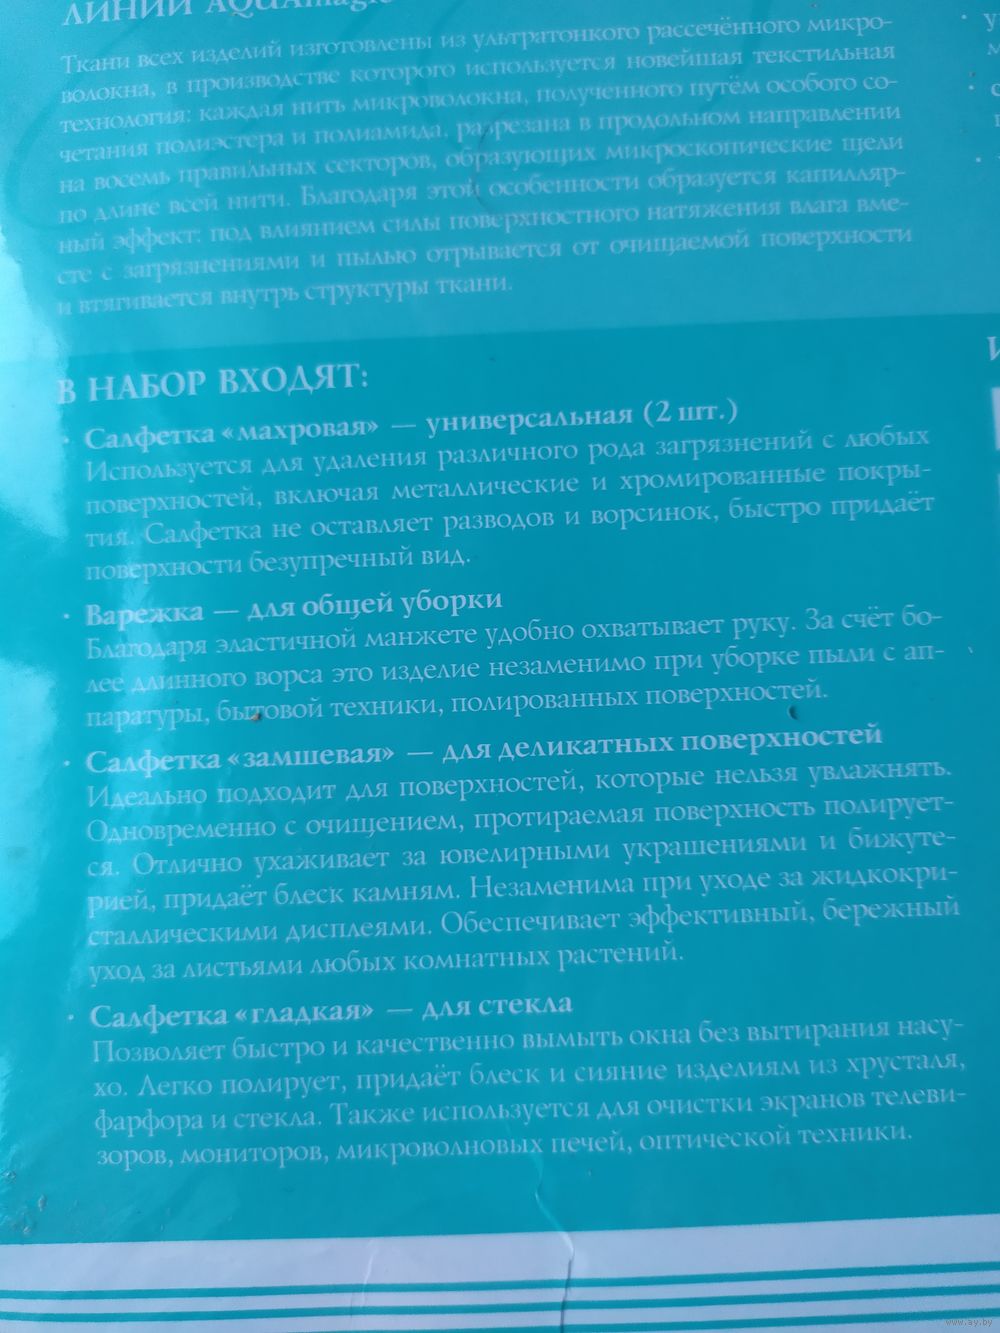 ЛИНИИ AQUAmagic
Ткани всех изделий изготовлены из ультратонкого рассечённого микро-
волокна, в производстве которого используется новейшая текстильная
технология: каждая нить микроволокна, полученного путём особого со-
четания полиэстера и полиамида, разрезана в продольном направлении
на восемь правильных секторов, образующих микроскопические щели
по длине всей нити. Благодаря этой особенности образуется капилляр-
ный эффект: под влиянием силы поверхностного натяжения влага вме-
сте с загрязнениями и пылью отрывается от очищаемой поверхности
и втягивается внутрь структуры ткани.
В НАБОР ВХОДЯТ:
• Салфетка «махровая» — универсальная (2 шт.)
Используется для удаления различного рода загрязнений с любых
поверхностей, включая металлические и хромированные покры-
тия. Салфетка не оставляет разводов и ворсинок, быстро придаёт
поверхности безупречный вид.
• Варежка — для общей уборки
Благодаря эластичной манжете удобно охватывает руку. За счёт бо-
лее длинного ворса это изделие незаменимо при уборке пыли с ап-
паратуры, бытовой техники, полированных поверхностей.
• Салфетка «замшевая» — для деликатных поверхностей
Идеально подходит для поверхностей, которые нельзя увлажнять.
Одновременно с очищением, протираемая поверхность полирует-
ся. Отлично ухаживает за ювелирными украшениями и бижуте-
рией, придаёт блеск камням. Незаменима при уходе за жидкокри-
сталлическими дисплеями. Обеспечивает эффективный, бережный
уход за листьями любых комнатных растений.
• Салфетка «гладкая» — для стекла
Позволяет быстро и качественно вымыть окна без вытирания насу-
хо. Легко полирует, придаёт блеск и сияние изделиям из хрусталя,
фарфора и стекла. Также используется для очистки экранов телеви-
зоров, мониторов, микроволновых печей, оптической техники.
www.ay.by